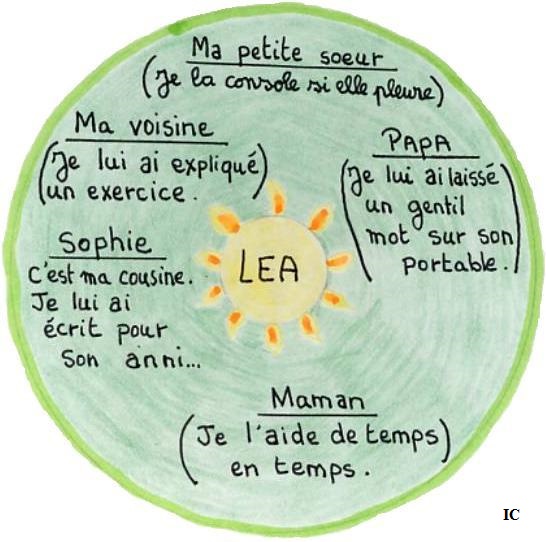 Ma petite soeur
(Je la console si elle pleure)
Ma voisine
(Je lui ai expliqué)
un exercice.
PAPA
(Je lui ai laissé
un gentil
mot sur son
portable.)
Sophie
C'est ma cousine.
Je lui ai
écrit pour
son anni...
LEA
Maman
(Je l'aide de temps)
en temps.
IC